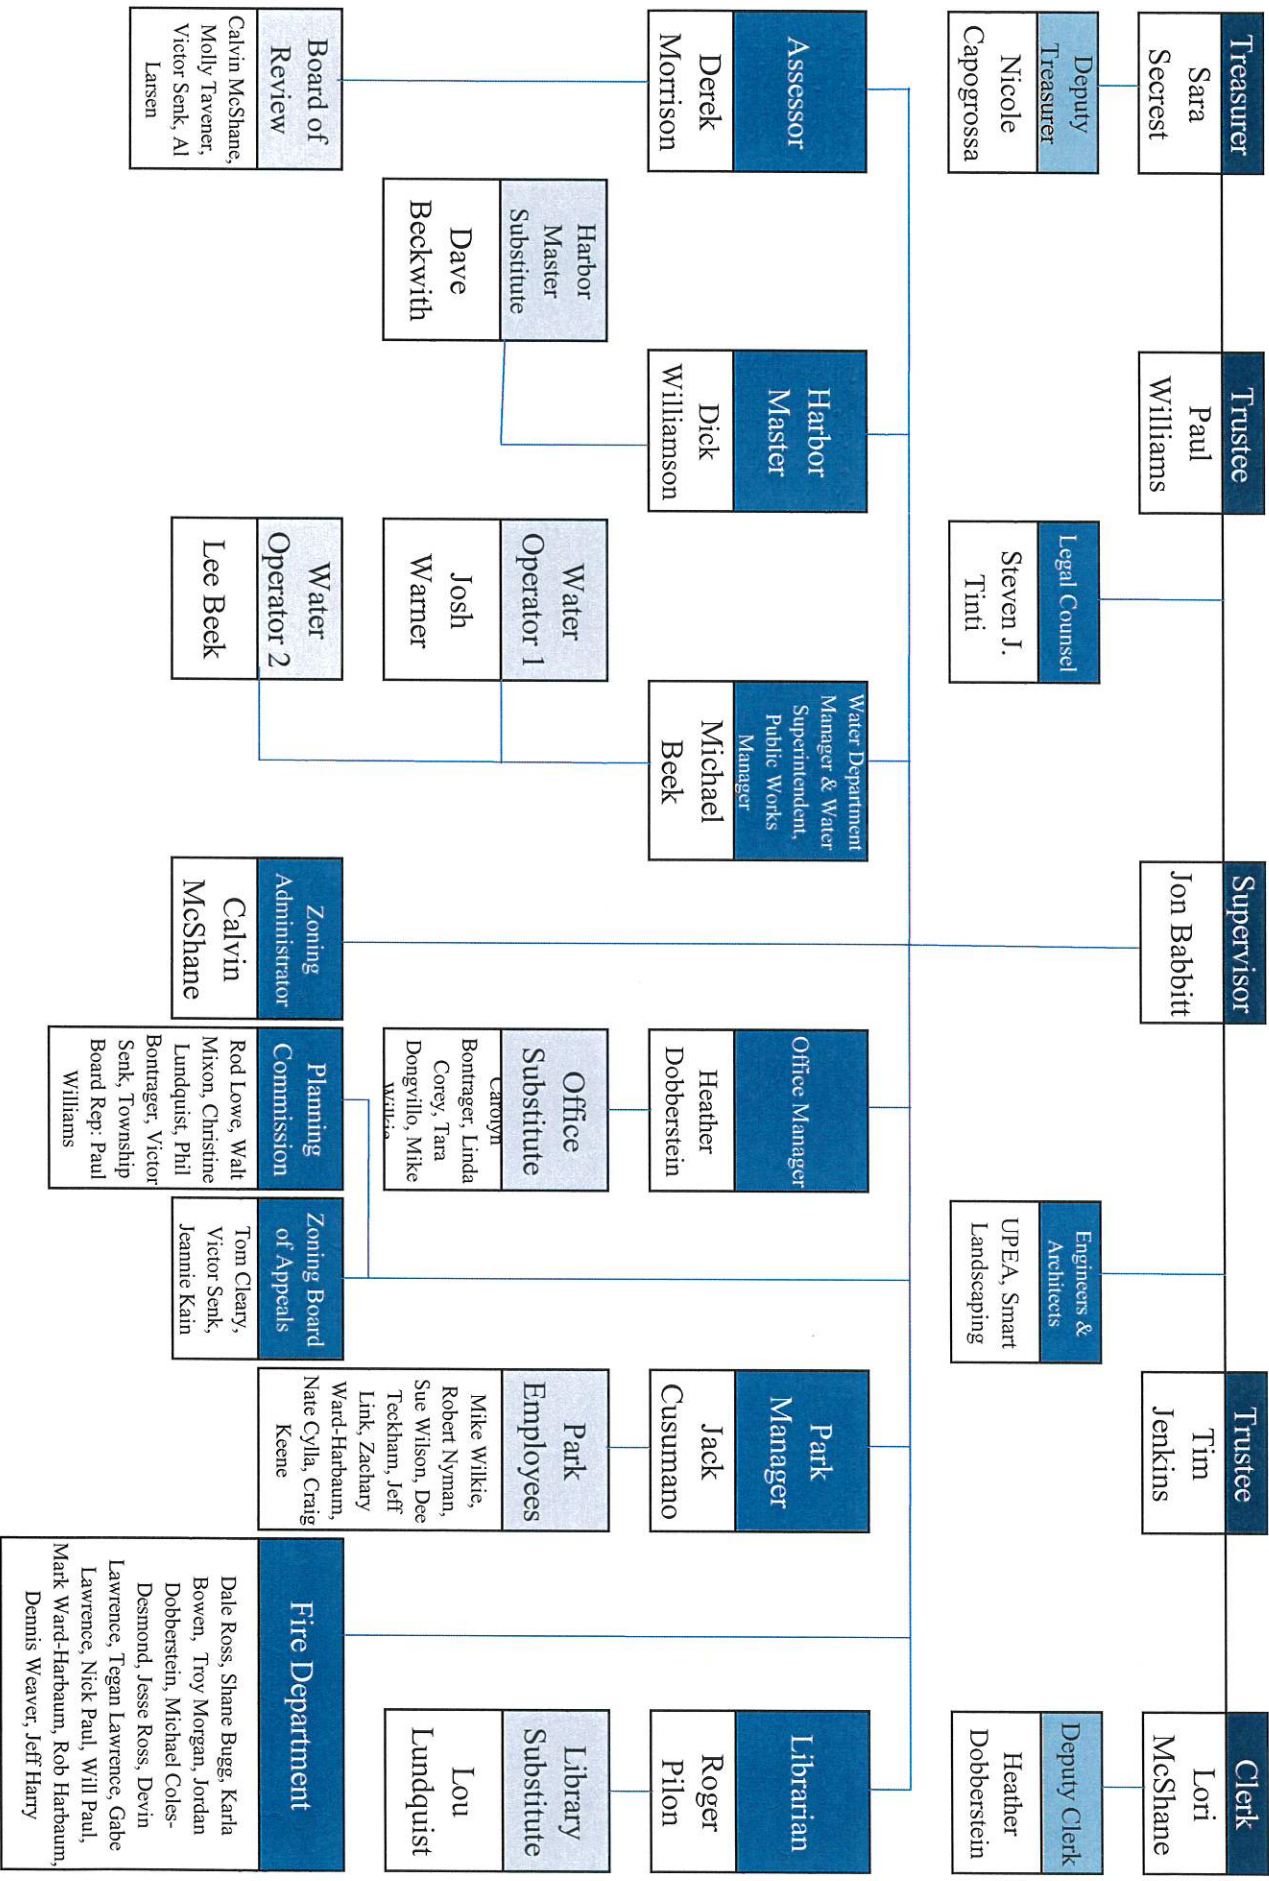 Treasurer
Sara
Secrest
Trustee
Paul
Williams
Supervisor
Jon Babbitt
Trustee
Tim
Jenkins
Clerk
Lori
McShane
Deputy
Treasurer
Nicole
Capogrossa
Legal Counsel
Steven J.
Tinti
Engineers &
Architects
UPEA, Smart
Landscaping
Deputy Clerk
Heather
Dobberstein
Assessor
Derek
Morrison
Harbor
Master
Dick
Williamson
Water Department
Manager & Water
Superintendent,
Public Works
Manager
Michael
Beek
Office Manager
Heather
Dobberstein
Park
Manager
Jack
Cusumano
Librarian
Roger
Pilon
Harbor
Master
Substitute
Dave
Beckwith
Water
Operator 1
Josh
Warner
Office
Substitute
Carolyn
Bontrager, Linda
Corey, Tara
Dongvillo, Mike
Wilkie
Park
Employees
Mike Wilkie,
Robert Nyman,
Sue Wilson, Dee
Teckham, Jeff
Link, Zachary
Ward-Harbaum,
Nate Cylla, Craig
Keene
Library
Substitute
Lou
Lundquist
Board of
Review
Calvin McShane,
Molly Tavener,
Victor Senk, Al
Larsen
Water
Operator 2
Lee Beek
Zoning
Administrator
Calvin
McShane
Planning
Commission
Rod Lowe, Walt
Mixon, Christine
Lundquist, Phil
Bontrager, Victor
Senk, Township
Board Rep: Paul
Williams
Zoning Board
of Appeals
Tom Cleary,
Victor Senk,
Jeannie Kain
Fire Department
Dale Ross, Shane Bugg, Karla
Bowen, Troy Morgan, Jordan
Dobberstein, Michael Coles-
Desmond, Jesse Ross, Devin
Lawrence, Tegan Lawrence, Gabe
Lawrence, Nick Paul, Will Paul,
Mark Ward-Harbaum, Rob Harbaum,
Dennis Weaver, Jeff Harry